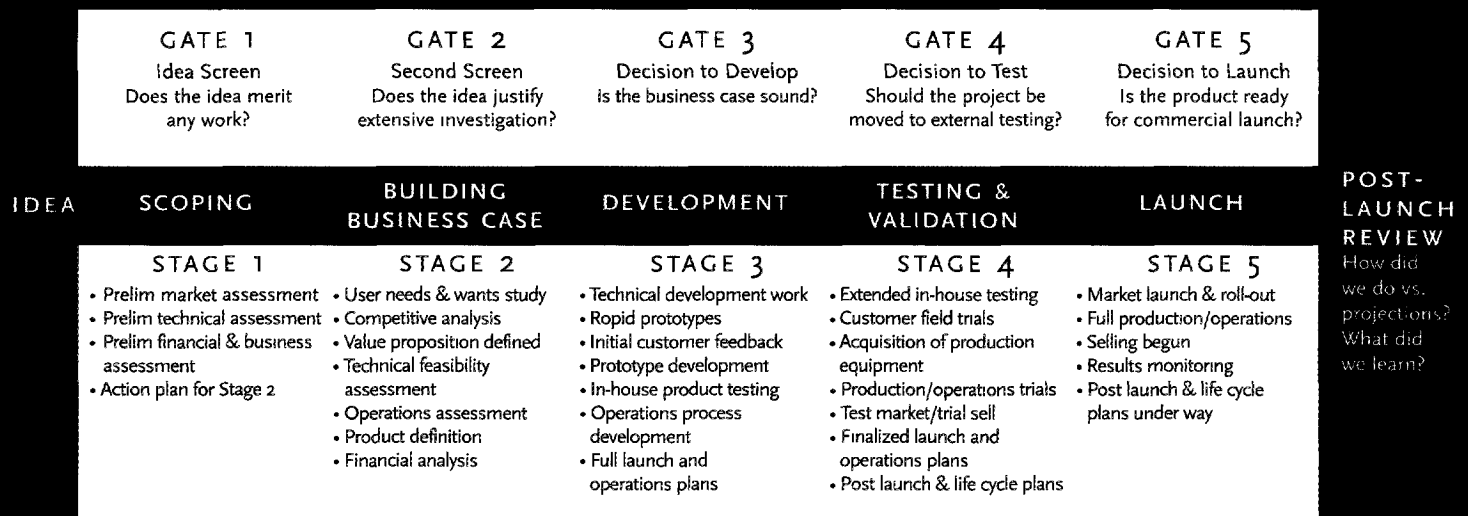 GATE 1
Idea Screen
Does the idea merit
any work?
GATE 2
Second Screen
Does the idea justify
extensive investigation?
GATE 3
Decision to Develop
is the business case sound?
GATE 4
Decision to Test
Should the project be
moved to external testing?
GATE 5
Decision to Launch
Is the product ready
for commercial launch?
IDEA
SCOPING
BUILDING
BUSINESS CASE
DEVELOPMENT
TESTING &
VALIDATION
LAUNCH
POST-
LAUNCH
REVIEW
How did
we do vs.
projections?
What did
we learn?
STAGE 1
• Prelim market assessment
• Prelim technical assessment
• Prelim financial & business
assessment
• Action plan for Stage 2
STAGE 2
• User needs & wants study
• Competitive analysis
• Value proposition defined
• Technical feasibility
assessment
• Operations assessment
• Product definition
• Financial analysis
STAGE 3
• Technical development work
• Ropid prototypes
• Initial customer feedback
• Prototype development
• In-house product testing
• Operations process
development
• Full launch and
operations plans
STAGE 4
• Extended in-house testing
• Customer field trials
• Acquisition of production
equipment
• Production/operations trials
• Test market/trial sell
• Finalized launch and
operations plans
• Post launch & life cycle plans
STAGE 5
• Market launch & roll-out
• Full production/operations
• Selling begun
• Results monitoring
• Post launch & life cycle
plans under way